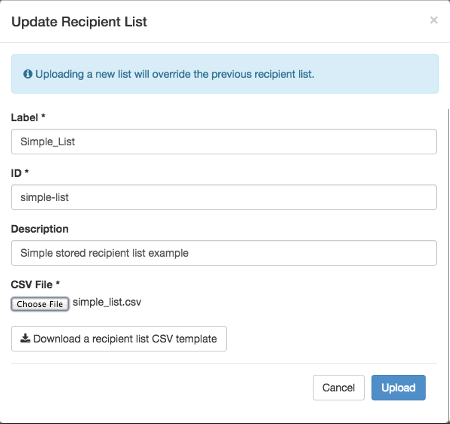 Update Recipient List
×
Uploading a new list will override the previous recipient list.
Label *
Simple_List
ID *
simple-list
Description
Simple stored recipient list example
CSV File *
Choose File simple_list.csv
Download a recipient list CSV template
Cancel Upload